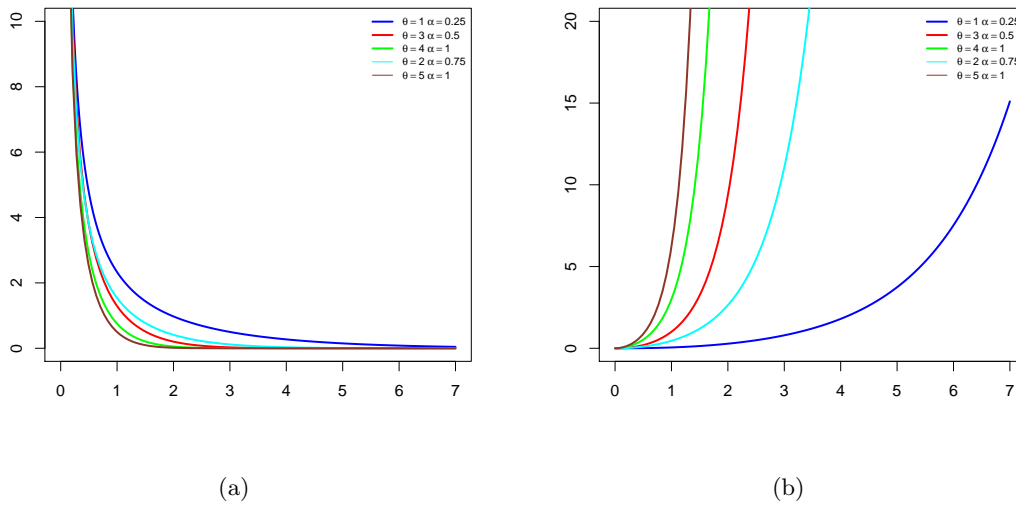 10
8
6
4
2
0
0 1 2 3 4 5 6 7
θ = 1 α = 0.25
θ = 3 α = 0.5
θ = 4 α = 1
θ = 2 α = 0.75
θ = 5 α = 1
(a)
20
15
10
5
0
0 1 2 3 4 5 6 7
θ = 1 α = 0.25
θ = 3 α = 0.5
θ = 4 α = 1
θ = 2 α = 0.75
θ = 5 α = 1
(b)